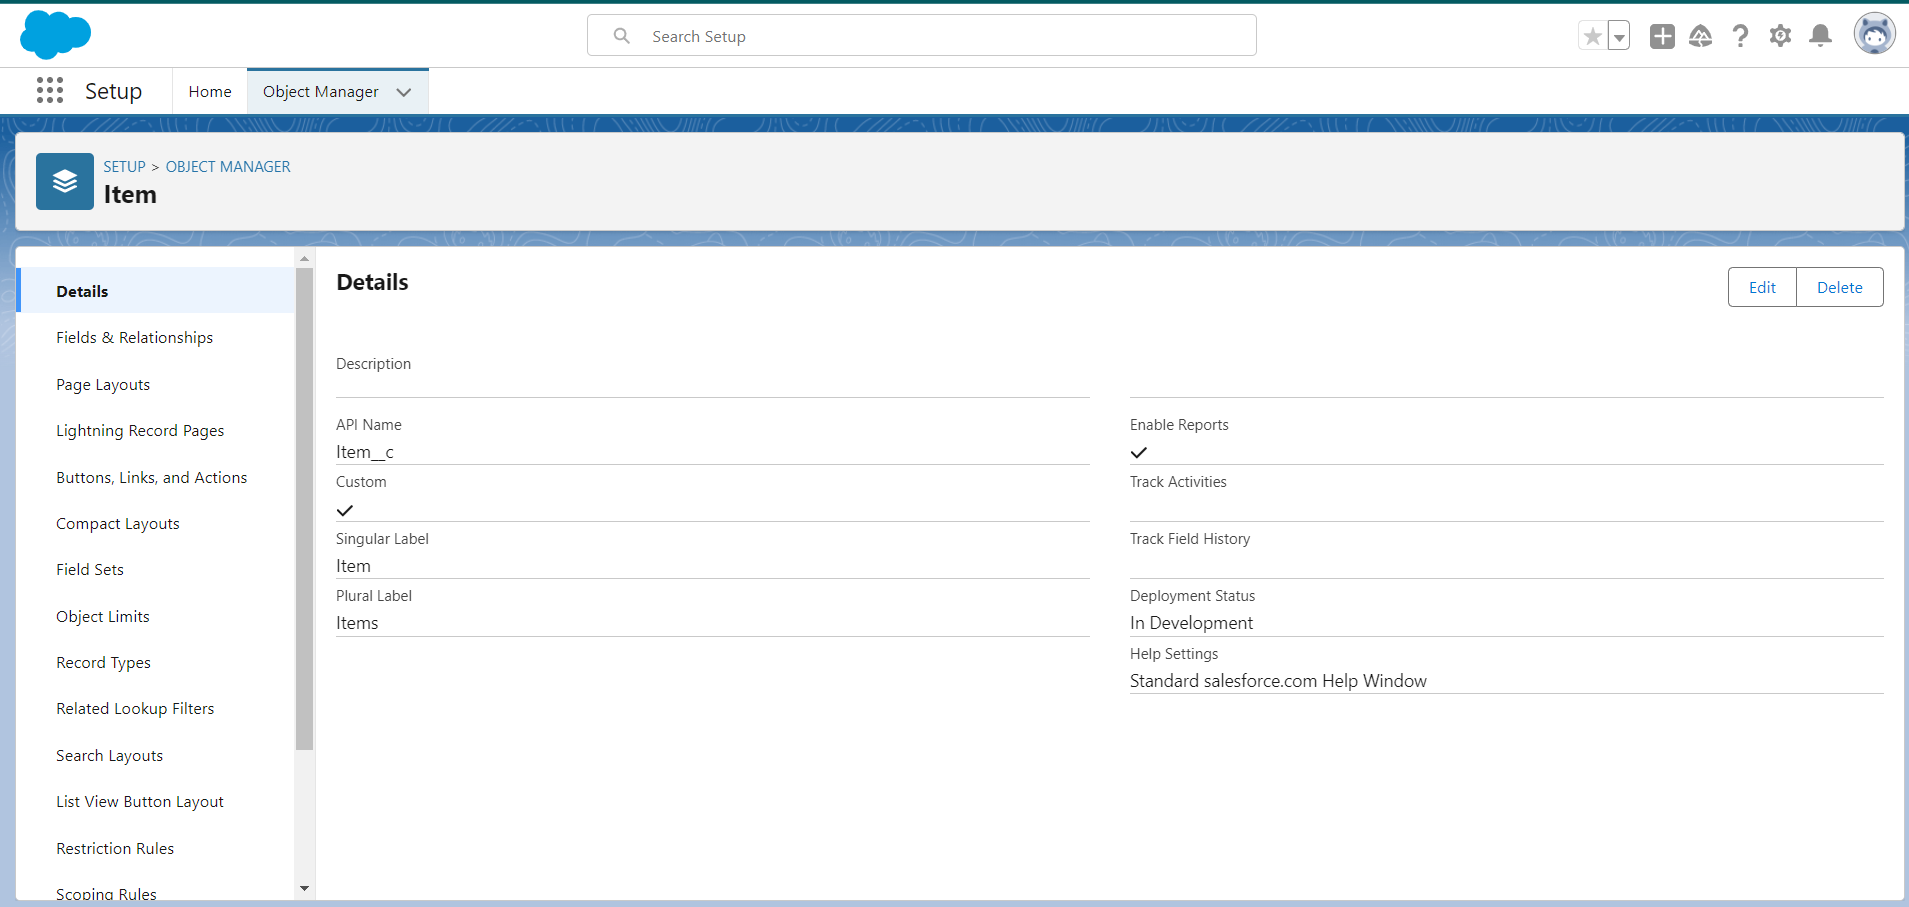 Search Setup
Setup
Home
Object Manager
SETUP > OBJECT MANAGER
Item
Details
Fields & Relationships
Page Layouts
Lightning Record Pages
Buttons, Links, and Actions
Compact Layouts
Field Sets
Object Limits
Record Types
Related Lookup Filters
Search Layouts
List View Button Layout
Restriction Rules
Scoping Rules
Details
Edit
Delete
Description
API Name
Item__c
Custom
Singular Label
Item
Plural Label
Items
Enable Reports
Track Activities
Track Field History
Deployment Status
In Development
Help Settings
Standard salesforce.com Help Window